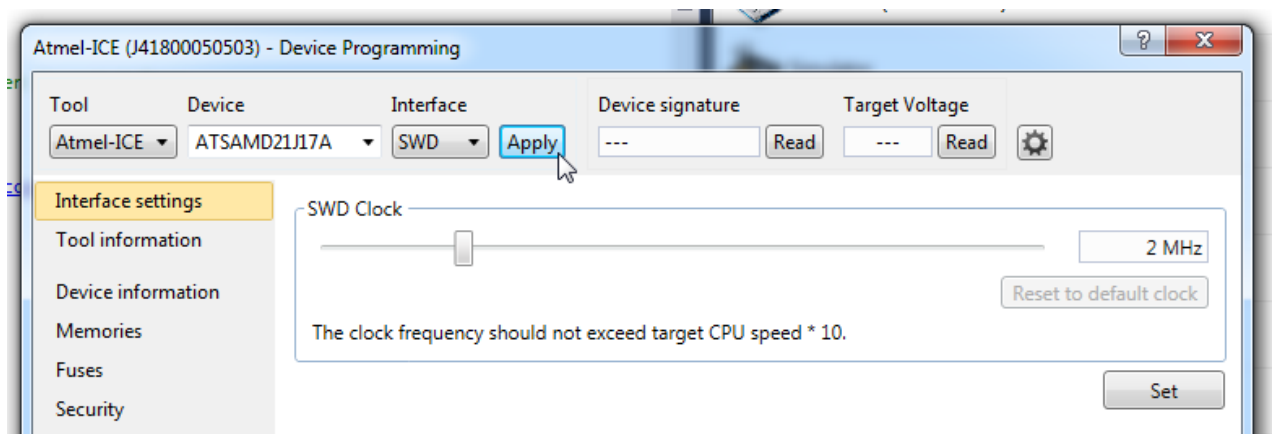 Atmel-ICE (J41800050503) - Device Programming
?
X
Tool
Device
Interface
Device signature
Target Voltage
Atmel-ICE
ATSAMD21J17A
SWD
Apply
---
Read
---
Read
Interface settings
Tool information
Device information
Memories
Fuses
Security
SWD Clock
2 MHz
Reset to default clock
The clock frequency should not exceed target CPU speed * 10.
Set